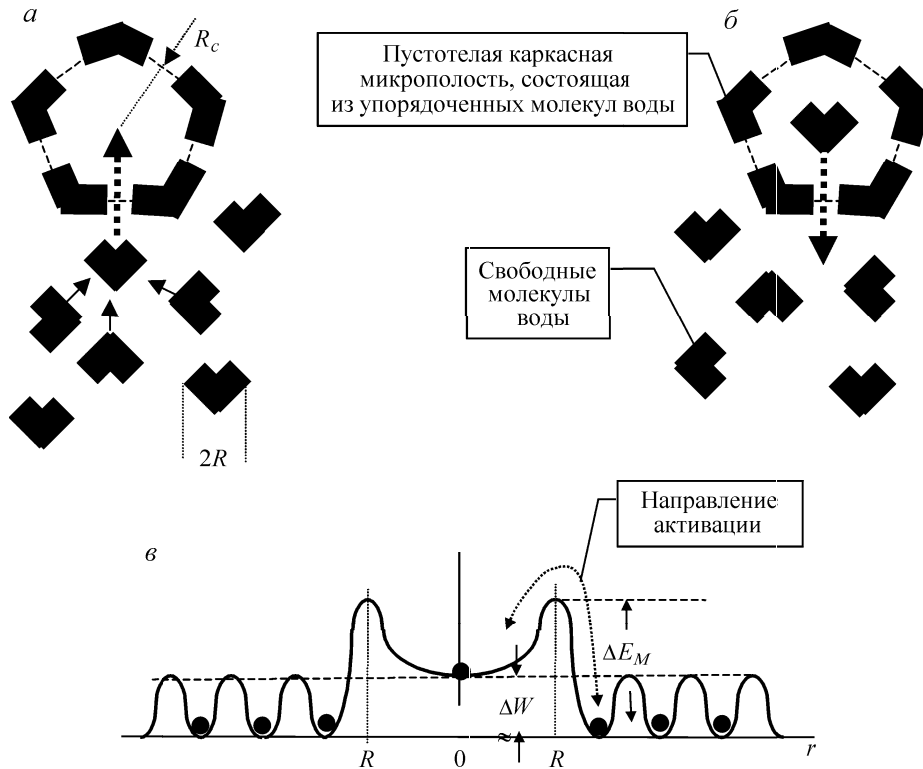 а
R_c
Пустотелая каркасная
микрополость, состоящая
из упорядоченных молекул воды
б
Свободные
молекулы
воды
2R
Направление
активации
в
ΔE_M
ΔW
≈
R
0
R
r